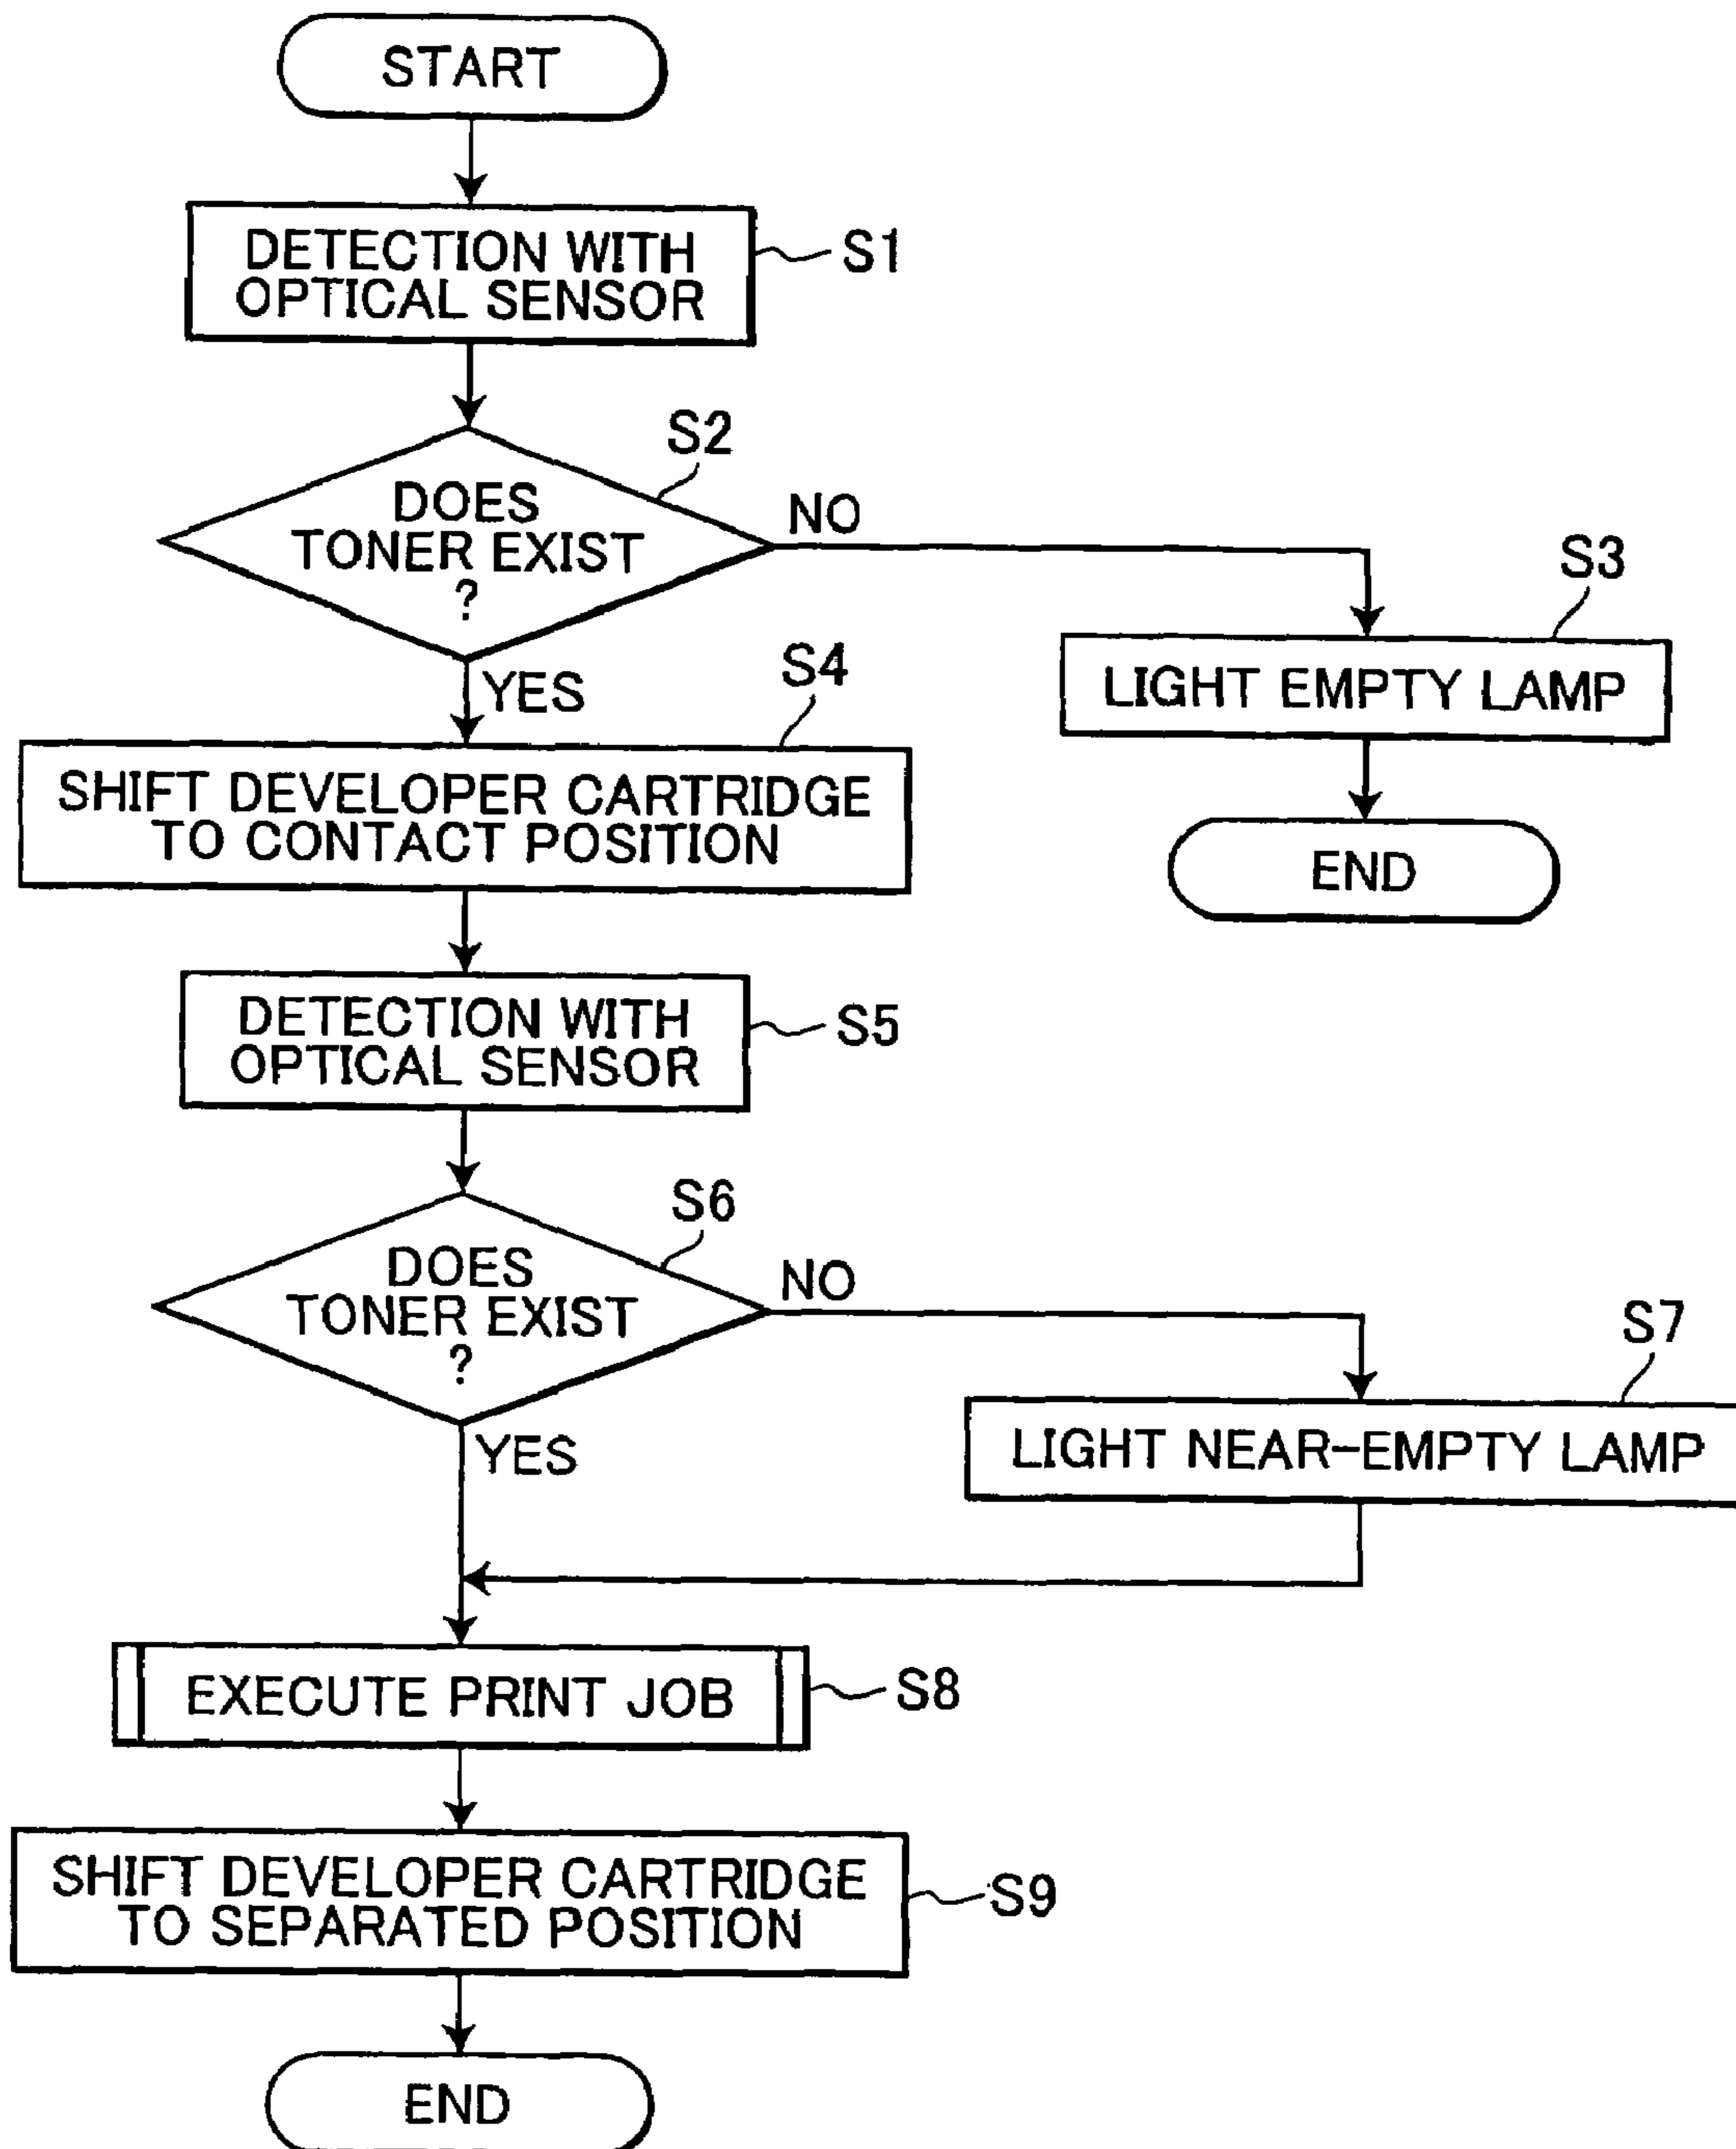 START
DETECTION WITH
OPTICAL SENSOR
S1
S2
DOES
TONER EXIST
?
NO
S3
LIGHT EMPTY LAMP
END
YES
S4
SHIFT DEVELOPER CARTRIDGE
TO CONTACT POSITION
DETECTION WITH
OPTICAL SENSOR
S5
S6
DOES
TONER EXIST
?
NO
S7
LIGHT NEAR-EMPTY LAMP
YES
EXECUTE PRINT JOB
S8
SHIFT DEVELOPER CARTRIDGE
TO SEPARATED POSITION
S9
END